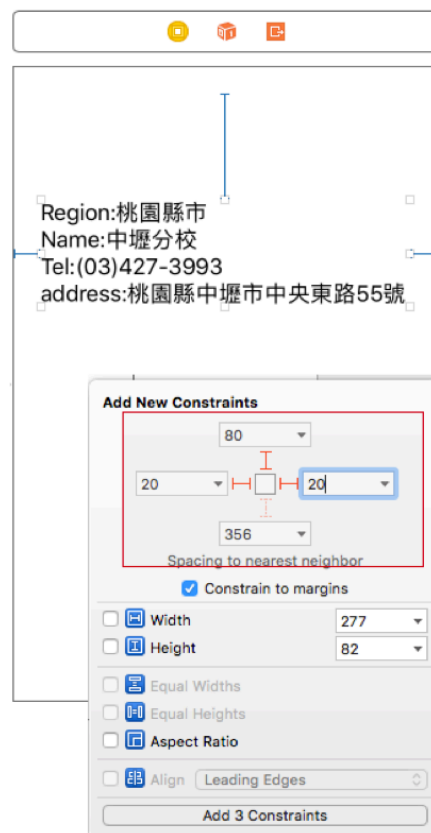 Region:桃園縣市
Name:中壢分校
Tel:(03)427-3993
address:桃園縣中壢市中央東路55號
Add New Constraints
80
20 20
356
Spacing to nearest neighbor
Constrain to margins
Width 277
Height 82
Equal Widths
Equal Heights
Aspect Ratio
Align Leading Edges
Add 3 Constraints